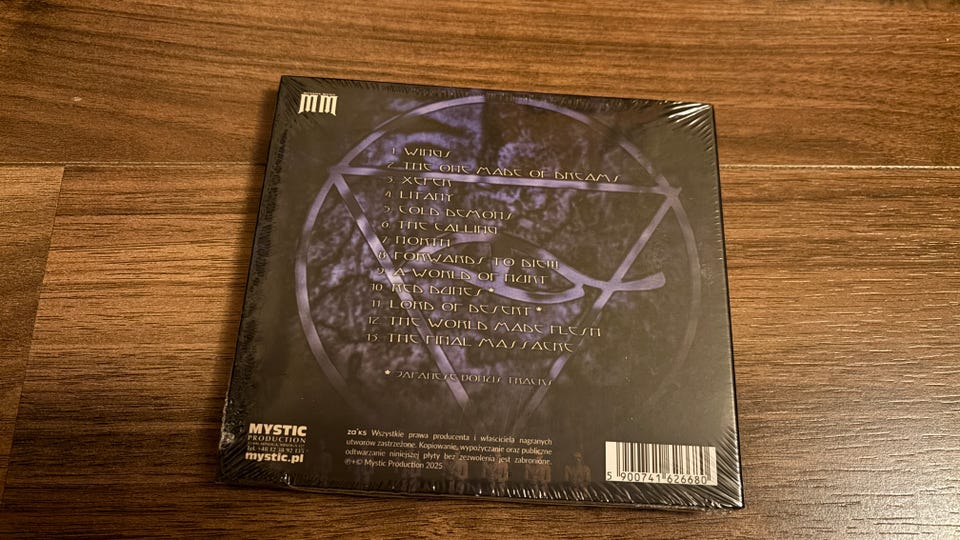 MM
1 WINGS
2 THE ONE MADE OF DREAMS
3 XEPER
4 LITANY
5 COLD DEMONS
6 THE CALLING
7 NORTH
8 FORWARDS TO DIE!!!
9 A WORLD OF HURT
10 RED DUNES *
11 LORD OF DESERT *
12 THE WORLD MADE FLESH
13 THE FINAL MASSACRE
* JAPANESE BONUS TRACKS
MYSTIC
PRODUCTION
mystic.pl
ZA*KS Wszystkie prawa producenta i właściciela nagranych
utworów zastrzeżone. Kopiowanie, wypożyczanie oraz publiczne
odtwarzanie niniejszej płyty bez zezwolenia jest zabronione.
℗+© Mystic Production 2025
5 900741 626680